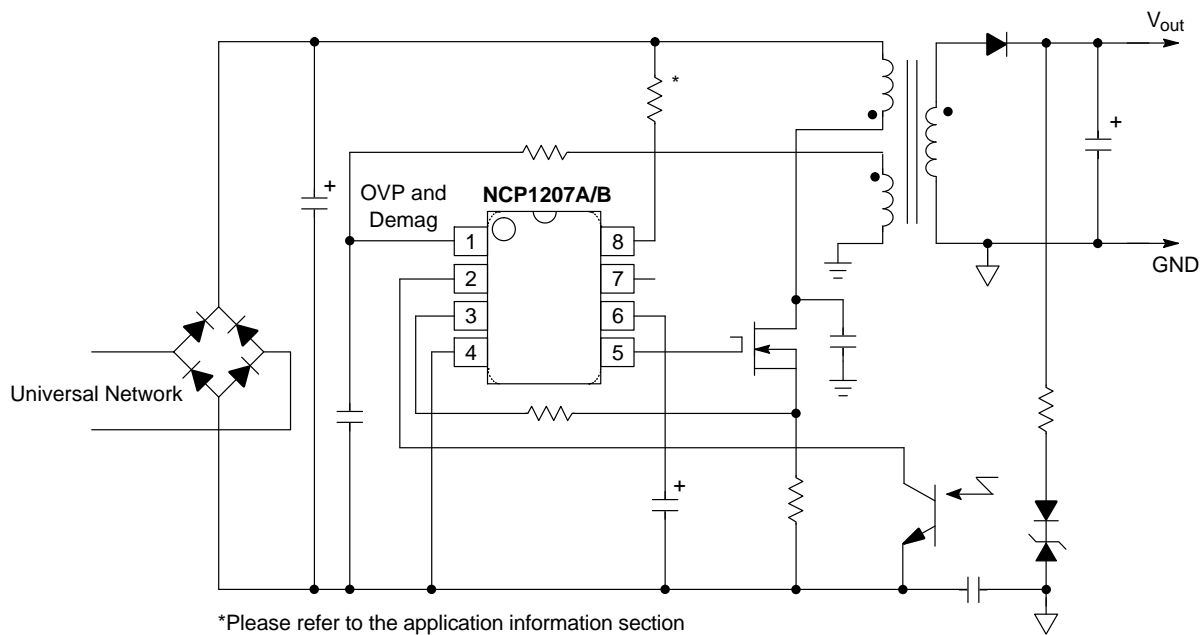 V_out
+
*
+
OVP and
Demag
NCP1207A/B
1
8
2
7
3
6
4
5
GND
Universal Network
+
*Please refer to the application information section